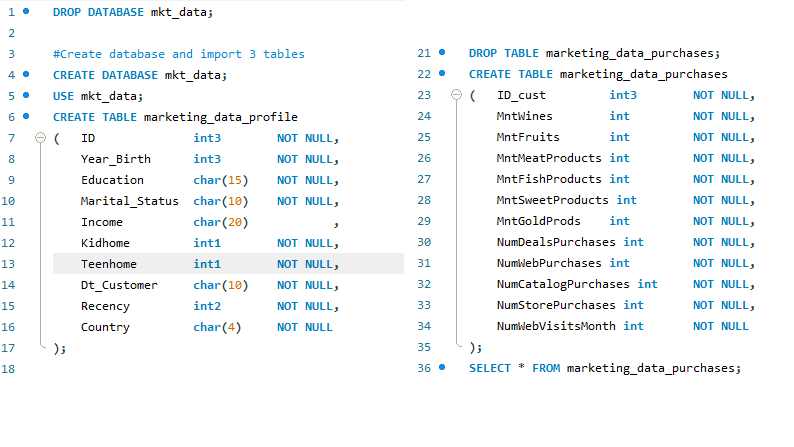 1 DROP DATABASE mkt_data;
2
3 #Create database and import 3 tables
4 CREATE DATABASE mkt_data;
5 USE mkt_data;
6 CREATE TABLE marketing_data_profile
7 ( ID int3 NOT NULL,
8 Year_Birth int3 NOT NULL,
9 Education char(15) NOT NULL,
10 Marital_Status char(10) NOT NULL,
11 Income char(20) ,
12 Kidhome int1 NOT NULL,
13 Teenhome int1 NOT NULL,
14 Dt_Customer char(10) NOT NULL,
15 Recency int2 NOT NULL,
16 Country char(4) NOT NULL
17 );
18
21 DROP TABLE marketing_data_purchases;
22 CREATE TABLE marketing_data_purchases
23 ( ID_cust int3 NOT NULL,
24 MntWines int NOT NULL,
25 MntFruits int NOT NULL,
26 MntMeatProducts int NOT NULL,
27 MntFishProducts int NOT NULL,
28 MntSweetProducts int NOT NULL,
29 MntGoldProds int NOT NULL,
30 NumDealsPurchases int NOT NULL,
31 NumWebPurchases int NOT NULL,
32 NumCatalogPurchases int NOT NULL,
33 NumStorePurchases int NOT NULL,
34 NumWebVisitsMonth int NOT NULL
35 );
36 SELECT * FROM marketing_data_purchases;